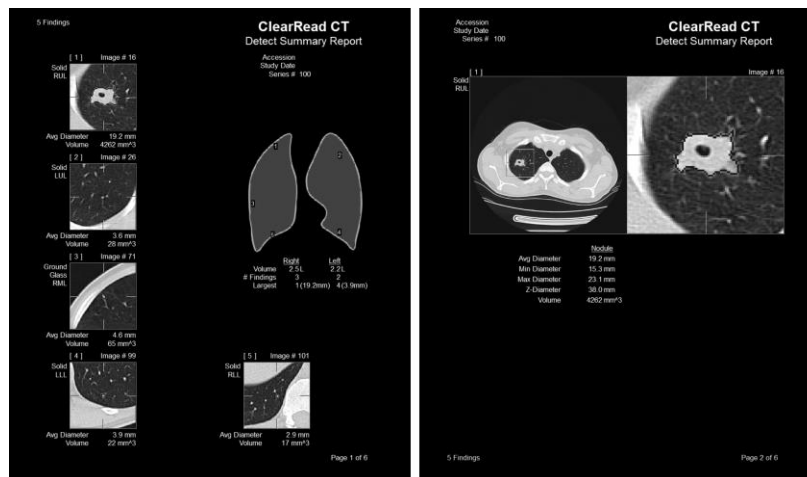 5 Findings
ClearRead CT
Detect Summary Report
Accession
Study Date
Series # 100
[ 1 ] Image # 16
Solid
RUL
Avg Diameter 19.2 mm
Volume 4262 mm^3
[ 2 ] Image # 26
Solid
LUL
Avg Diameter 3.6 mm
Volume 28 mm^3
[ 3 ] Image # 71
Ground
Glass
RML
Avg Diameter 4.6 mm
Volume 65 mm^3
[ 4 ] Image # 99
Solid
LLL
Avg Diameter 3.9 mm
Volume 22 mm^3
1
2
3
4
Right Left
Volume 2.5 L 2.2 L
# Findings 3 2
Largest 1 (19.2mm) 4 (3.9mm)
[ 5 ] Image # 101
Solid
RLL
Avg Diameter 2.9 mm
Volume 17 mm^3
Page 1 of 6
Accession
Study Date
Series # 100
ClearRead CT
Detect Summary Report
[ 1 ] Image # 16
Solid
RUL
Nodule
Avg Diameter 19.2 mm
Min Diameter 15.3 mm
Max Diameter 23.1 mm
Z-Diameter 38.0 mm
Volume 4262 mm^3
5 Findings
Page 2 of 6